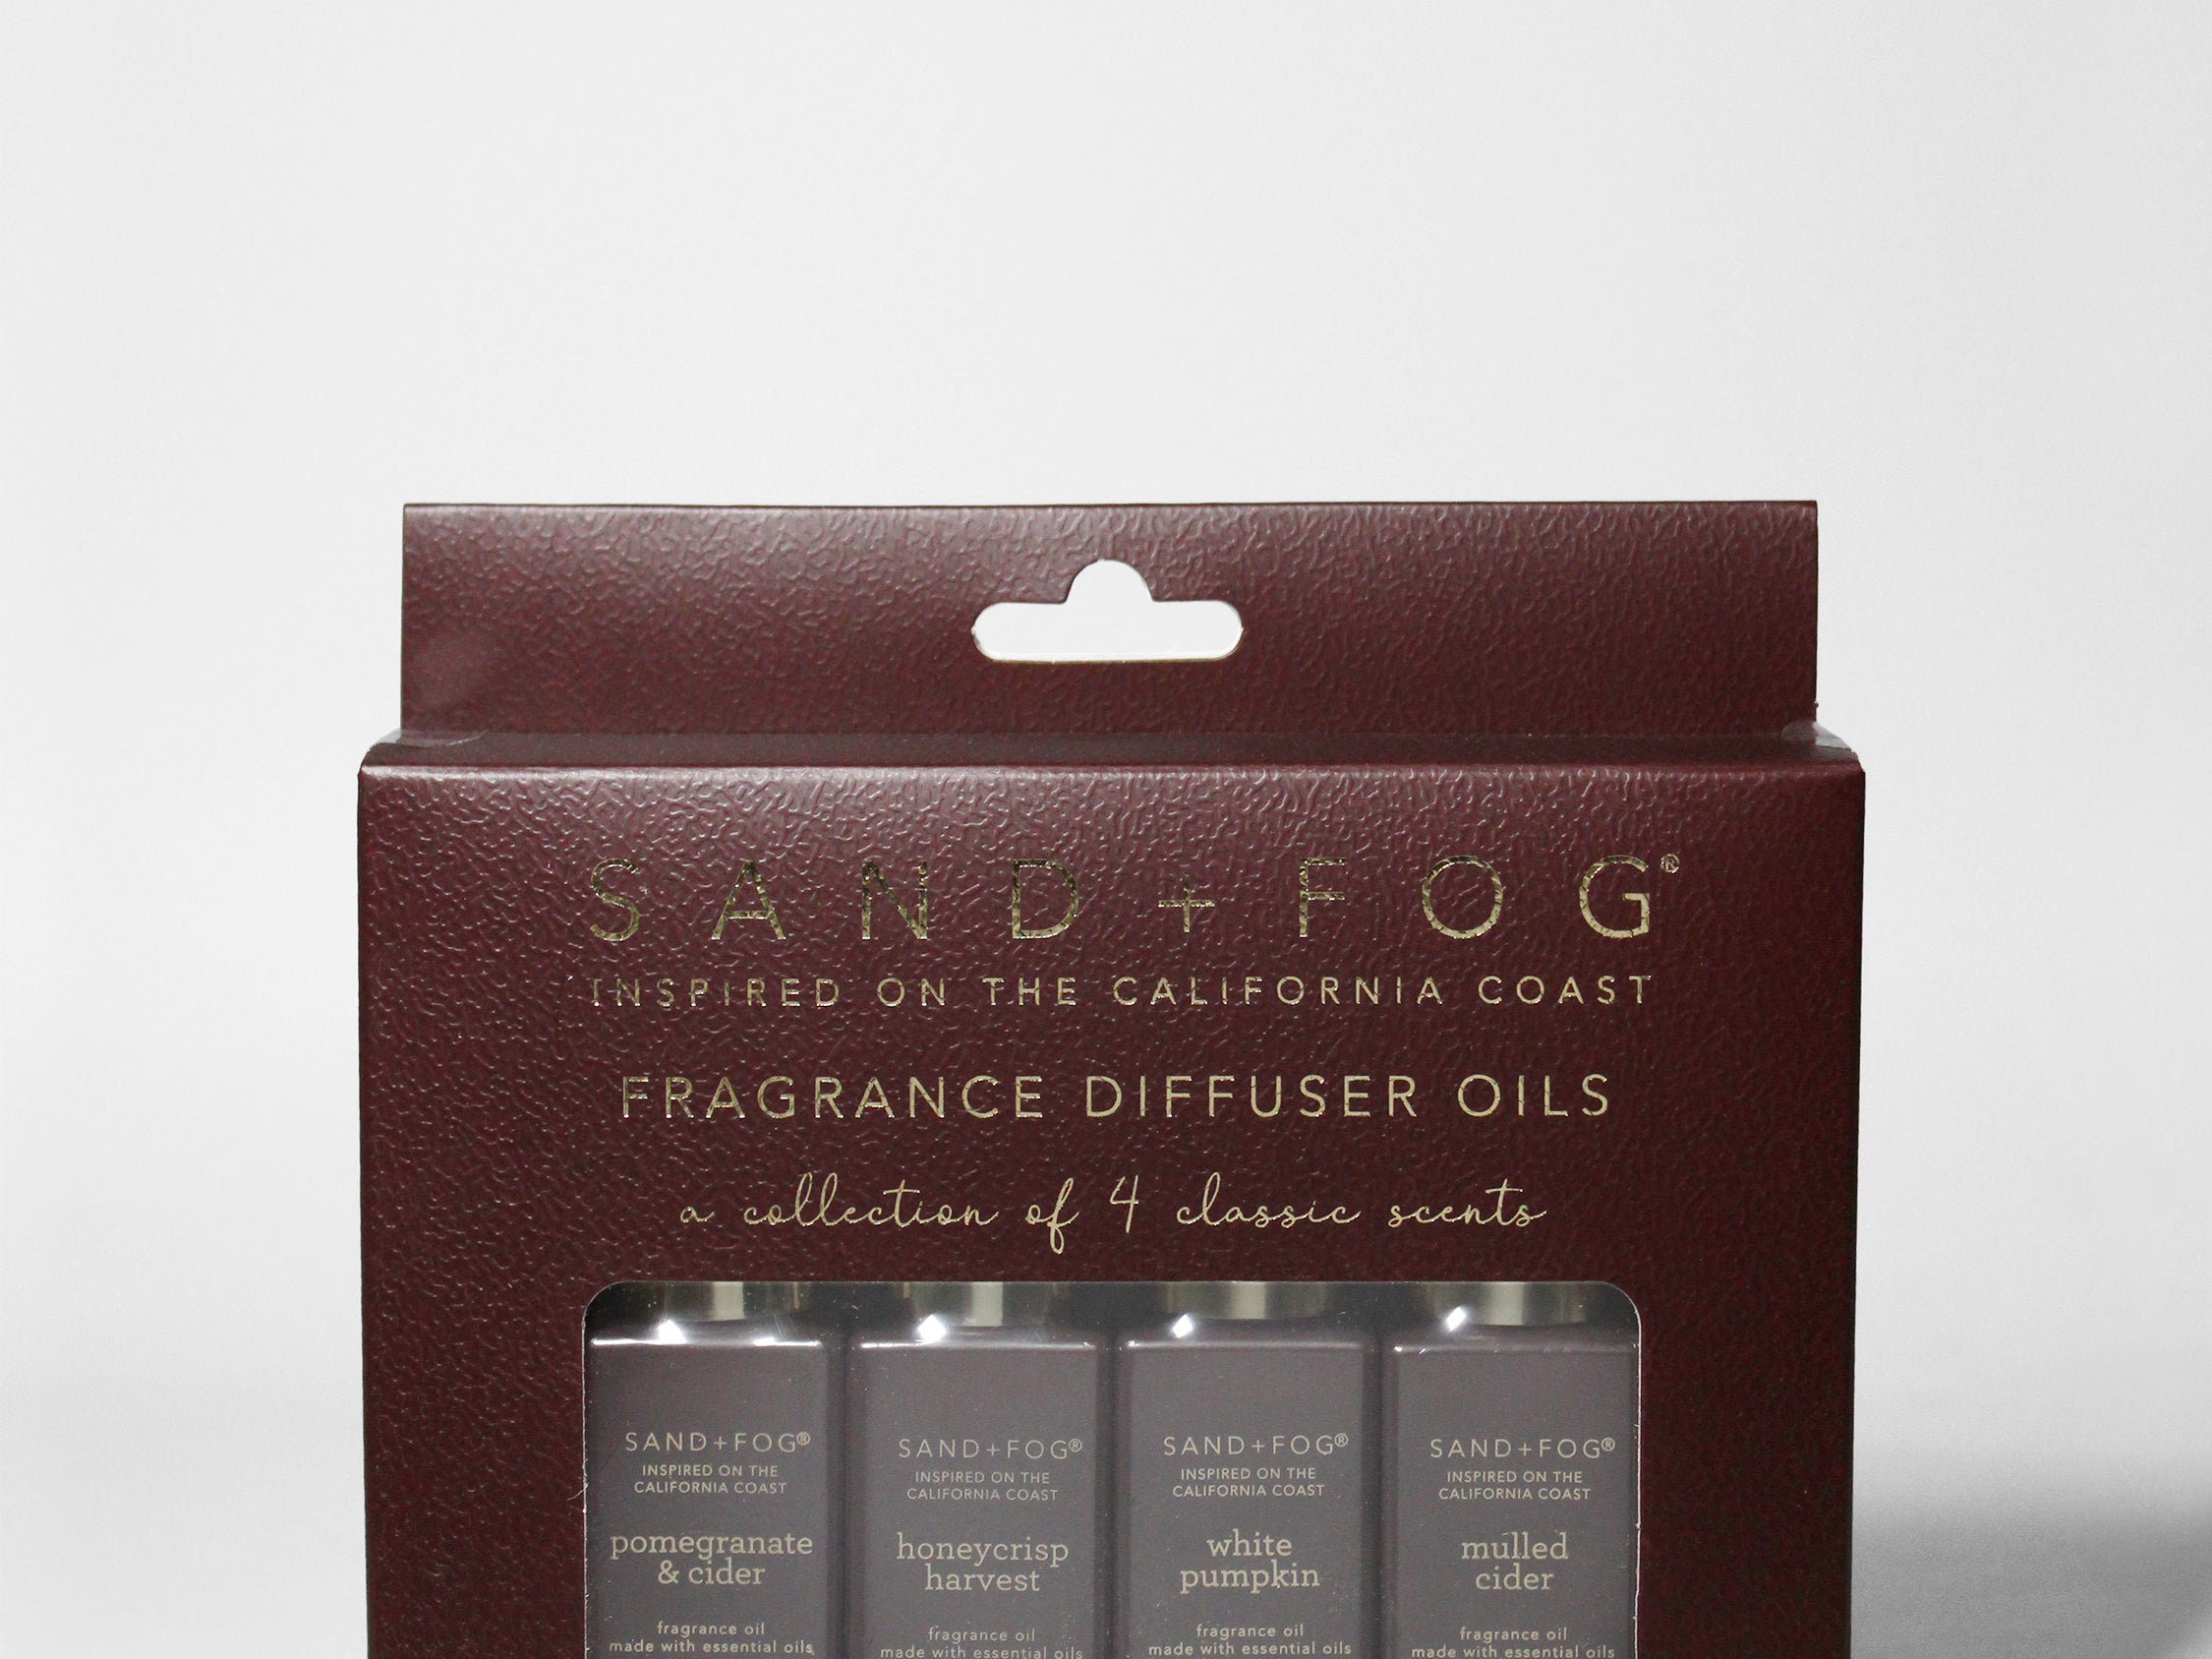 SAND+FOG®
INSPIRED ON THE CALIFORNIA COAST
FRAGRANCE DIFFUSER OILS
a collection of 4 classic scents
SAND+FOG®
INSPIRED ON THE
CALIFORNIA COAST
pomegranate
& cider
fragrance oil
made with essential oils
SAND+FOG®
INSPIRED ON THE
CALIFORNIA COAST
honeycrisp
harvest
fragrance oil
made with essential oils
SAND+FOG®
INSPIRED ON THE
CALIFORNIA COAST
white
pumpkin
fragrance oil
made with essential oils
SAND+FOG®
INSPIRED ON THE
CALIFORNIA COAST
mulled
cider
fragrance oil
made with essential oils